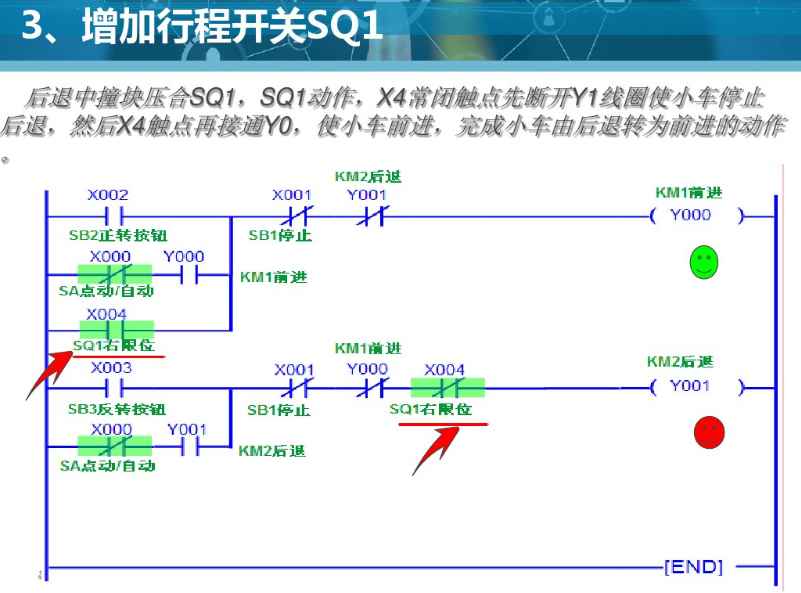 3、增加行程开关SQ1
后退中撞块压合SQ1，SQ1动作，X4常闭触点先断开Y1线圈使小车停止
后退，然后X4触点再接通Y0，使小车前进，完成小车由后退转为前进的动作
。
KM2后退
X002 X001 Y001 KM1前进
( Y000 )
SB2正转按钮 SB1停止
X000 Y000
KM1前进
SA点动/自动
X004
SQ1右限位
KM1前进
X003 X001 Y000 X004 KM2后退
( Y001 )
SB3反转按钮 SB1停止 SQ1右限位
X000 Y001
KM2后退
SA点动/自动
[END]